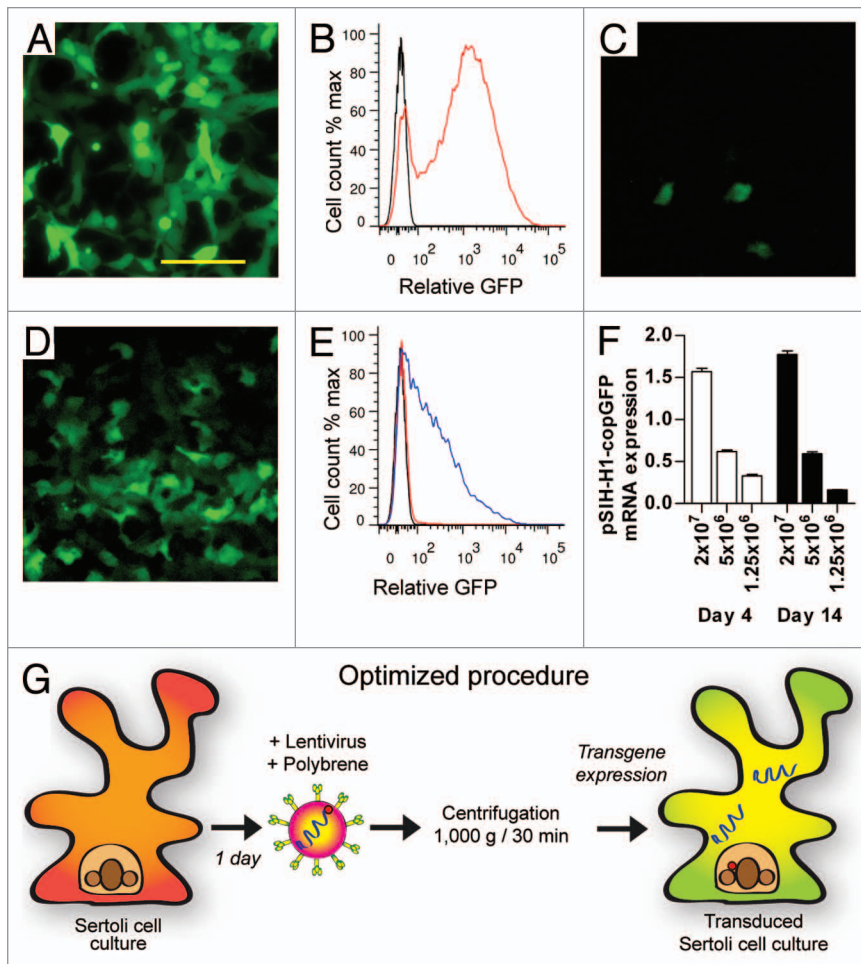 A
B
Cell count % max
100
80
60
40
20
0
0 10² 10³ 10⁴ 10⁵
Relative GFP
C
D
E
Cell count % max
100
80
60
40
20
0
0 10² 10³ 10⁴ 10⁵
Relative GFP
F
pSIH-H1-copGFP
mRNA expression
2.0
1.5
1.0
0.5
0.0
2x10⁷
5x10⁶
1.25x10⁶
2x10⁷
5x10⁶
1.25x10⁶
Day 4 Day 14
G
Optimized procedure
+ Lentivirus
+ Polybrene
1 day
Centrifugation
1,000 g / 30 min
Transgene
expression
Sertoli cell
culture
Transduced
Sertoli cell culture